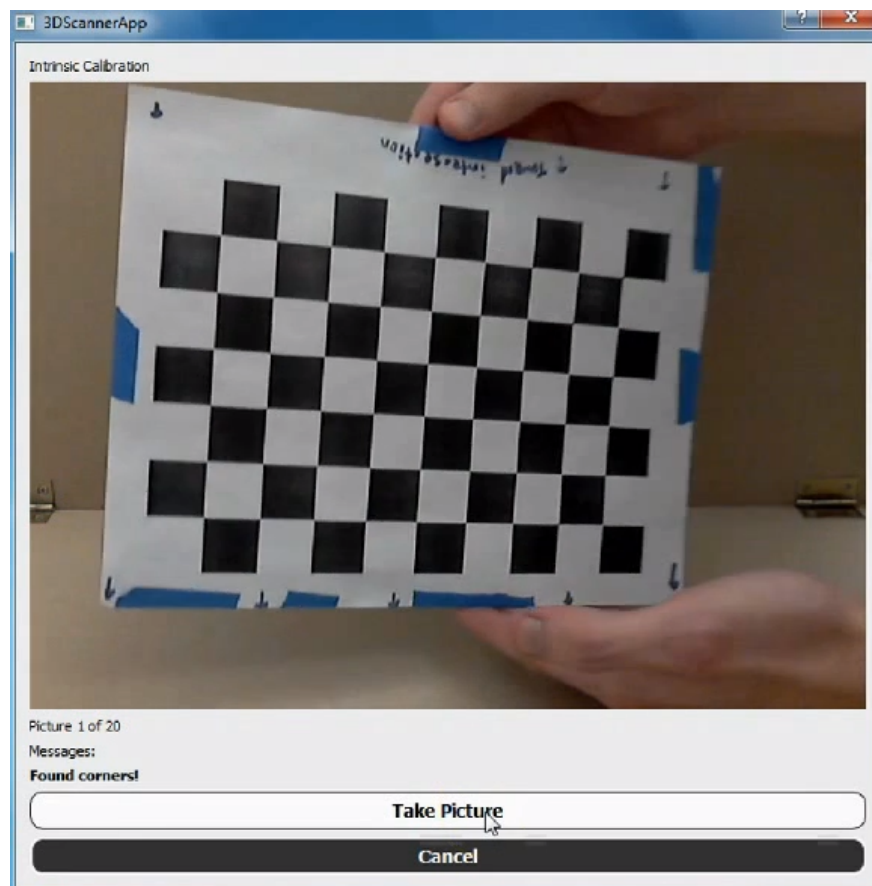 3DScannerApp
?
x
Intrinsic Calibration
Picture 1 of 20
Messages:
Found corners!
Take Picture
Cancel